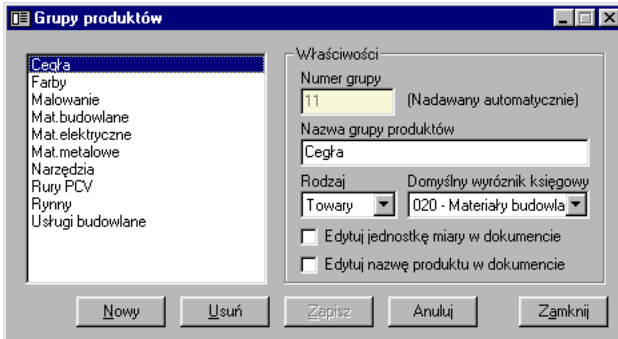 Grupy produktów
Cegła
Farby
Malowanie
Mat.budowlane
Mat.elektryczne
Mat.metalowe
Narzędzia
Rury PCV
Rynny
Usługi budowlane
Właściwości
Numer grupy
11 (Nadawany automatycznie)
Nazwa grupy produktów
Cegła
Rodzaj Domyślny wyróznik księgowy
Towary 020 - Materiały budowla
Edytuj jednostkę miary w dokumencie
Edytuj nazwę produktu w dokumencie
Nowy Usuń Zapisz Anuluj Zamknij